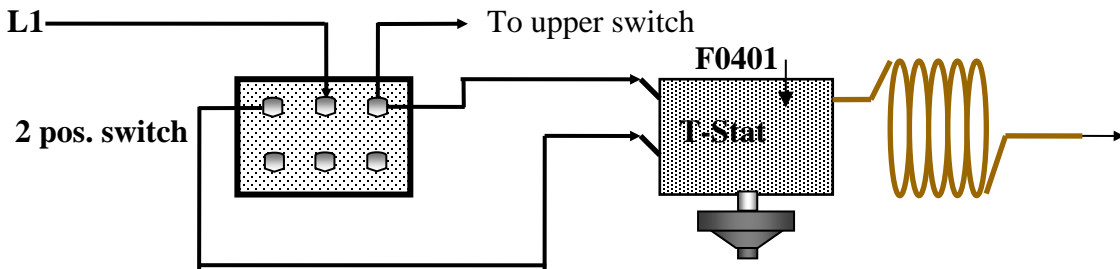 L1
To upper switch
F0401
2 pos. switch
T-Stat